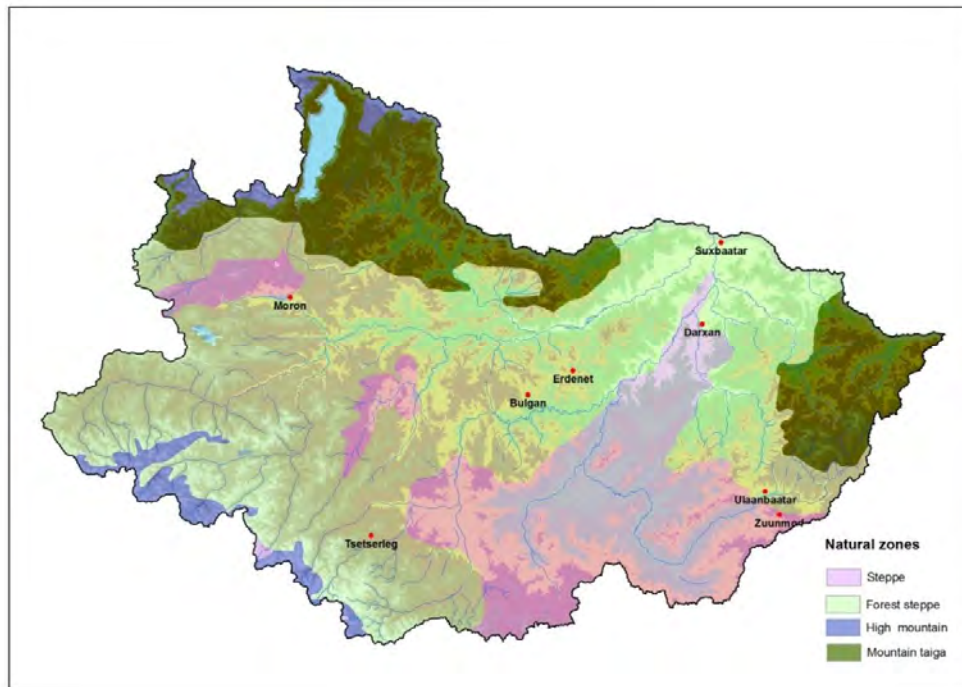 Suxbaatar
Moron
Darxan
Erdenet
Bulgan
Ulaanbaatar
Zuunmod
Tsetserleg
Natural zones
Steppe
Forest steppe
High mountain
Mountain taiga